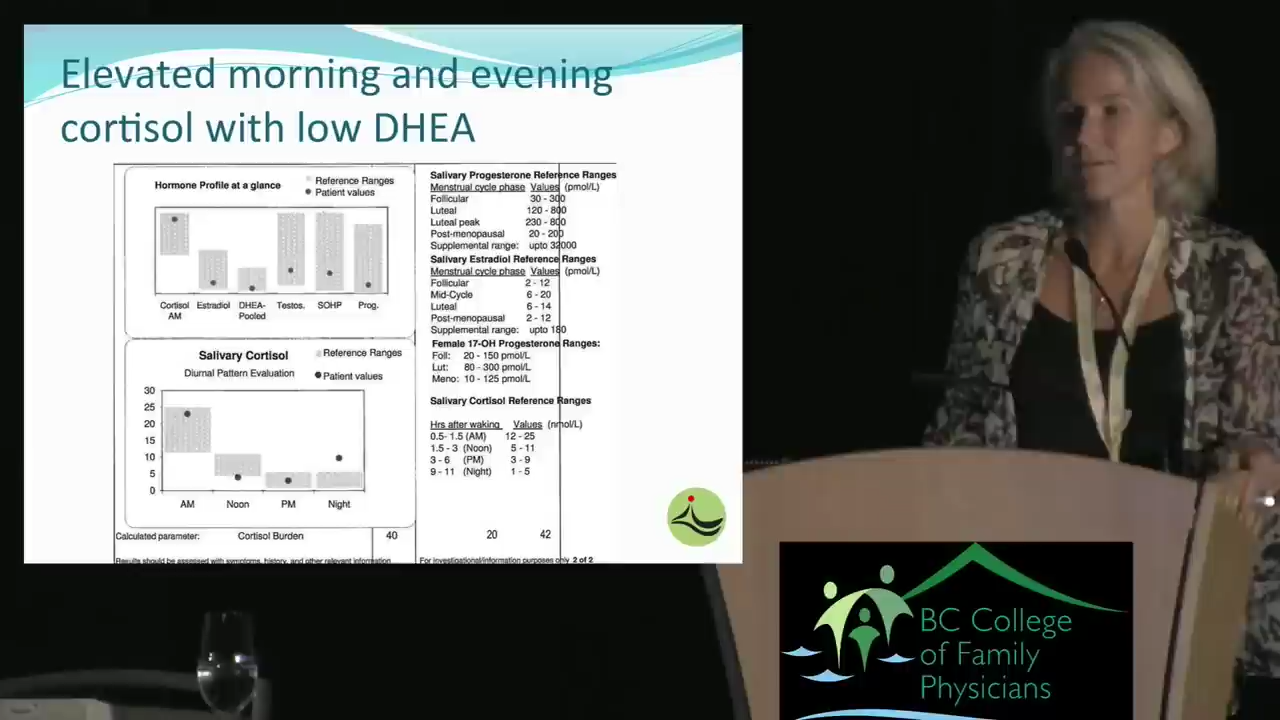 Elevated morning and evening
cortisol with low DHEA
Hormone Profile at a glance
Reference Ranges
Patient values
Cortisol AM
Estradiol
DHEA-Pooled
Testos.
SOHP
Prog.
Salivary Cortisol
Diurnal Pattern Evaluation
Reference Ranges
Patient values
30
25
20
15
10
5
0
AM
Noon
PM
Night
Calculated parameter: Cortisol Burden 40 20 42
Results should be assessed with symptoms, history, and other relevant information
Salivary Progesterone Reference Ranges
Menstrual cycle phase Values (pmol/L)
Follicular 30 - 300
Luteal 120 - 800
Luteal peak 230 - 800
Post-menopausal 20 - 200
Supplemental range: upto 32000
Salivary Estradiol Reference Ranges
Menstrual cycle phase Values (pmol/L)
Follicular 2 - 12
Mid-Cycle 6 - 20
Luteal 6 - 14
Post-menopausal 2 - 12
Supplemental range: upto 180
Female 17-OH Progesterone Ranges:
Foll: 20 - 150 pmol/L
Lut: 80 - 300 pmol/L
Meno: 10 - 125 pmol/L
Salivary Cortisol Reference Ranges
Hrs after waking Values (nmol/L)
0.5- 1.5 (AM) 12 - 25
1.5 - 3 (Noon) 5 - 11
3 - 6 (PM) 3 - 9
9 - 11 (Night) 1 - 5
For investigational/information purposes only 2 of 2
BC College
of Family
Physicians